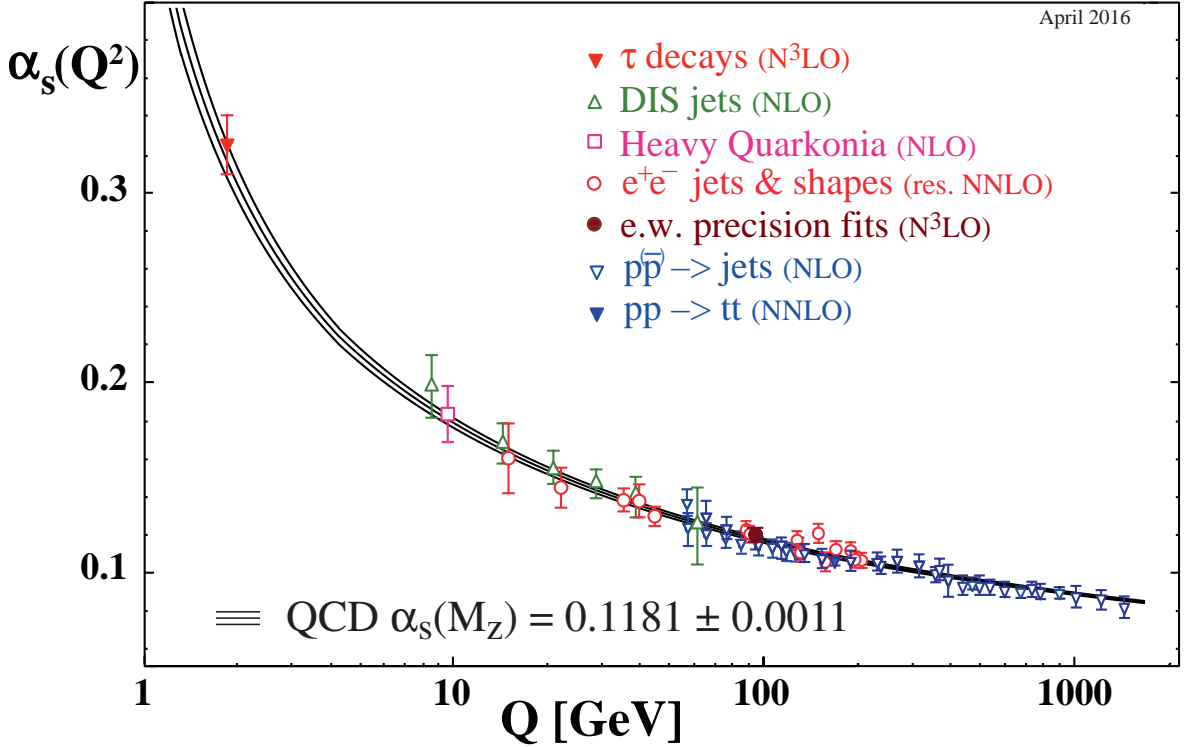 April 2016
αs(Q²)
τ decays (N³LO)
DIS jets (NLO)
Heavy Quarkonia (NLO)
e⁺e⁻ jets & shapes (res. NNLO)
e.w. precision fits (N³LO)
p(p̅) –> jets (NLO)
pp –> tt (NNLO)
0.3
0.2
0.1
QCD αs(Mz) = 0.1181 ± 0.0011
1 10 100 1000
Q [GeV]